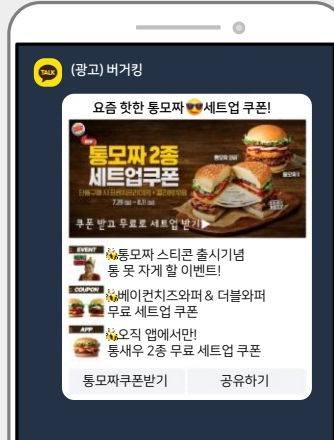 TALK
(광고) 버거킹
요즘 핫한 통모짜😎세트업 쿠폰!
통모짜 2종
세트업쿠폰
쿠폰 받고 무료로 세트업 받기▶
EVENT
통모짜 스티콘 출시기념
통 못 자게 할 이벤트!
COUPON
베이컨치즈와퍼 & 더블와퍼
무료 세트업 쿠폰
APP
오직 앱에서만!
통새우 2종 무료 세트업 쿠폰
통모짜쿠폰받기
공유하기